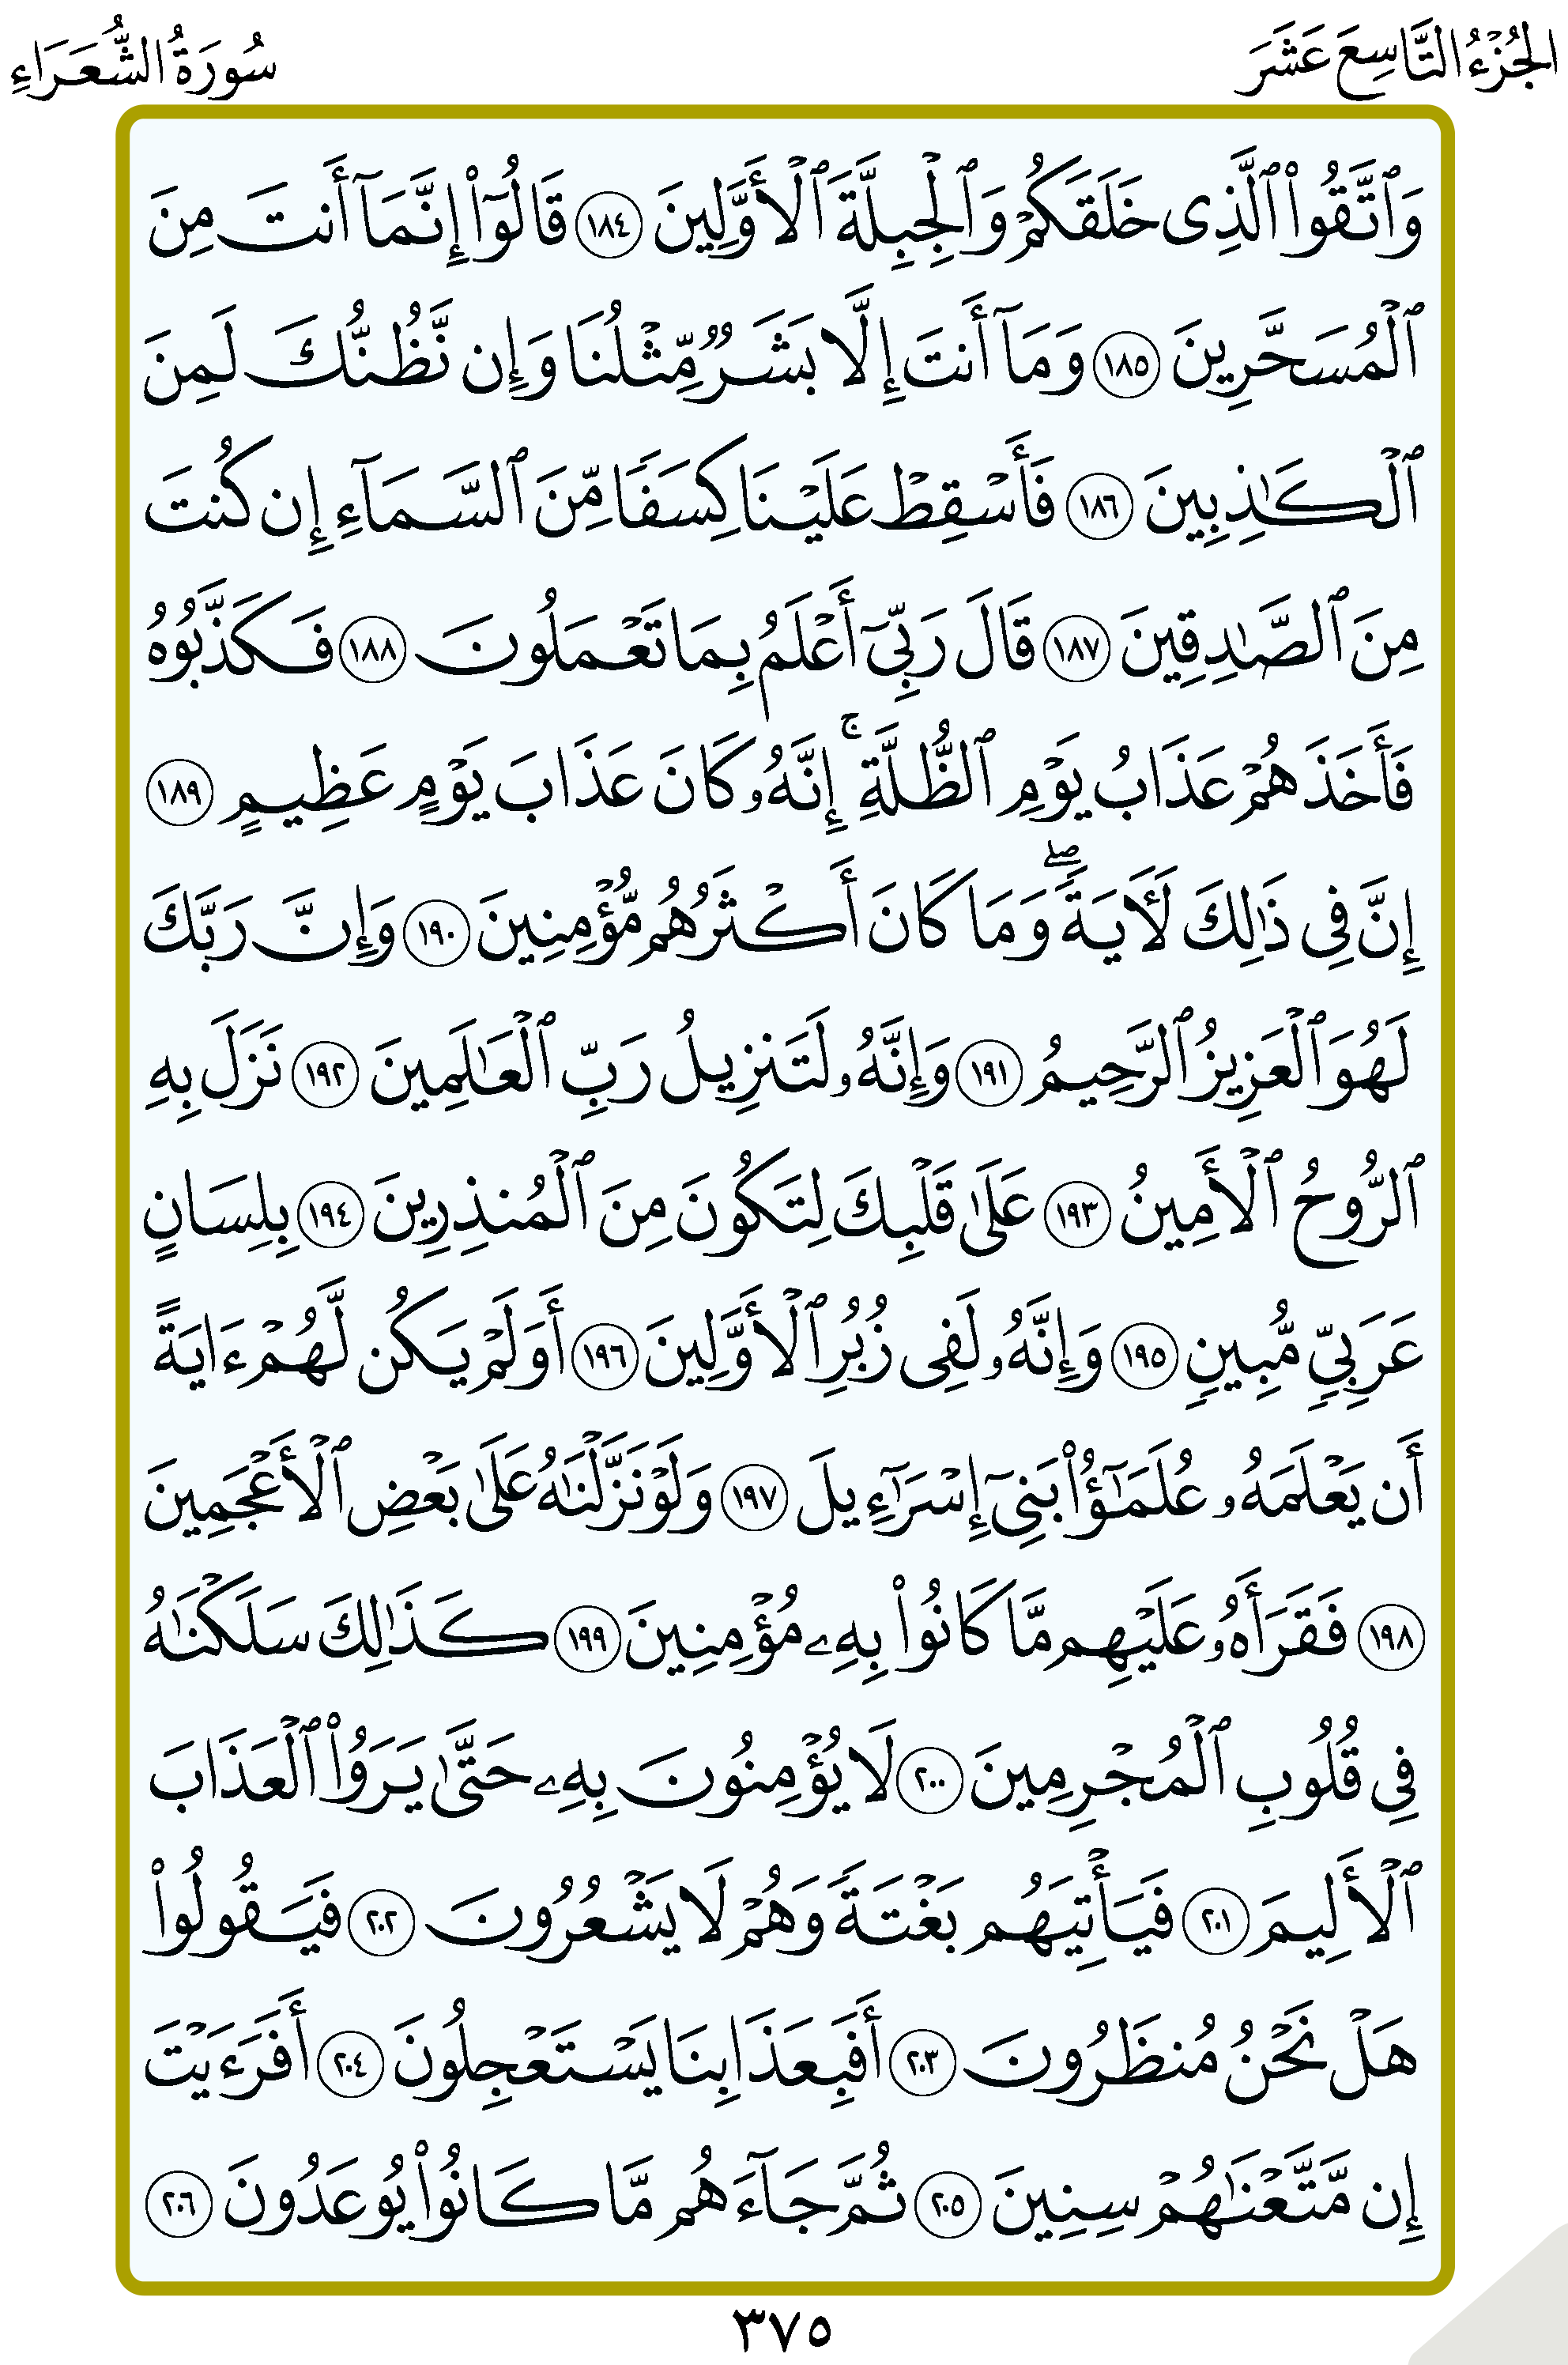 الجُزْءُ التَّاسِعَ عَشَرَ
سُورَةُ الشُّعَرَاءِ
وَٱتَّقُوا۟ ٱلَّذِى خَلَقَكُمْ وَٱلْجِبِلَّةَ ٱلْأَوَّلِينَ ١٨٤ قَالُوٓا۟ إِنَّمَآ أَنتَ مِنَ
ٱلْمُسَحَّرِينَ ١٨٥ وَمَآ أَنتَ إِلَّا بَشَرٌ مِّثْلُنَا وَإِن نَّظُنُّكَ لَمِنَ
ٱلْكَـٰذِبِينَ ١٨٦ فَأَسْقِطْ عَلَيْنَا كِسَفًا مِّنَ ٱلسَّمَآءِ إِن كُنتَ
مِنَ ٱلصَّـٰدِقِينَ ١٨٧ قَالَ رَبِّىٓ أَعْلَمُ بِمَا تَعْمَلُونَ ١٨٨ فَكَذَّبُوهُ
فَأَخَذَهُمْ عَذَابُ يَوْمِ ٱلظُّلَّةِ ۚ إِنَّهُۥ كَانَ عَذَابَ يَوْمٍ عَظِيمٍ ١٨٩
إِنَّ فِى ذَٰلِكَ لَـَٔايَةً ۖ وَمَا كَانَ أَكْثَرُهُم مُّؤْمِنِينَ ١٩٠ وَإِنَّ رَبَّكَ
لَهُوَ ٱلْعَزِيزُ ٱلرَّحِيمُ ١٩١ وَإِنَّهُۥ لَتَنزِيلُ رَبِّ ٱلْعَـٰلَمِينَ ١٩٢ نَزَلَ بِهِ
ٱلرُّوحُ ٱلْأَمِينُ ١٩٣ عَلَىٰ قَلْبِكَ لِتَكُونَ مِنَ ٱلْمُنذِرِينَ ١٩٤ بِلِسَانٍ
عَرَبِىٍّ مُّبِينٍ ١٩٥ وَإِنَّهُۥ لَفِى زُبُرِ ٱلْأَوَّلِينَ ١٩٦ أَوَلَمْ يَكُن لَّهُمْ ءَايَةً
أَن يَعْلَمَهُۥ عُلَمَـٰٓؤُا۟ بَنِىٓ إِسْرَٰٓءِيلَ ١٩٧ وَلَوْ نَزَّلْنَـٰهُ عَلَىٰ بَعْضِ ٱلْأَعْجَمِينَ
١٩٨ فَقَرَأَهُۥ عَلَيْهِم مَّا كَانُوا۟ بِهِۦ مُؤْمِنِينَ ١٩٩ كَذَٰلِكَ سَلَكْنَـٰهُ
فِى قُلُوبِ ٱلْمُجْرِمِينَ ٢٠٠ لَا يُؤْمِنُونَ بِهِۦ حَتَّىٰ يَرَوُا۟ ٱلْعَذَابَ
ٱلْأَلِيمَ ٢٠١ فَيَأْتِيَهُم بَغْتَةً وَهُمْ لَا يَشْعُرُونَ ٢٠٢ فَيَقُولُوا۟
هَلْ نَحْنُ مُنظَرُونَ ٢٠٣ أَفَبِعَذَابِنَا يَسْتَعْجِلُونَ ٢٠٤ أَفَرَءَيْتَ
إِن مَّتَّعْنَـٰهُمْ سِنِينَ ٢٠٥ ثُمَّ جَآءَهُم مَّا كَانُوا۟ يُوعَدُونَ ٢٠٦
٣٧٥